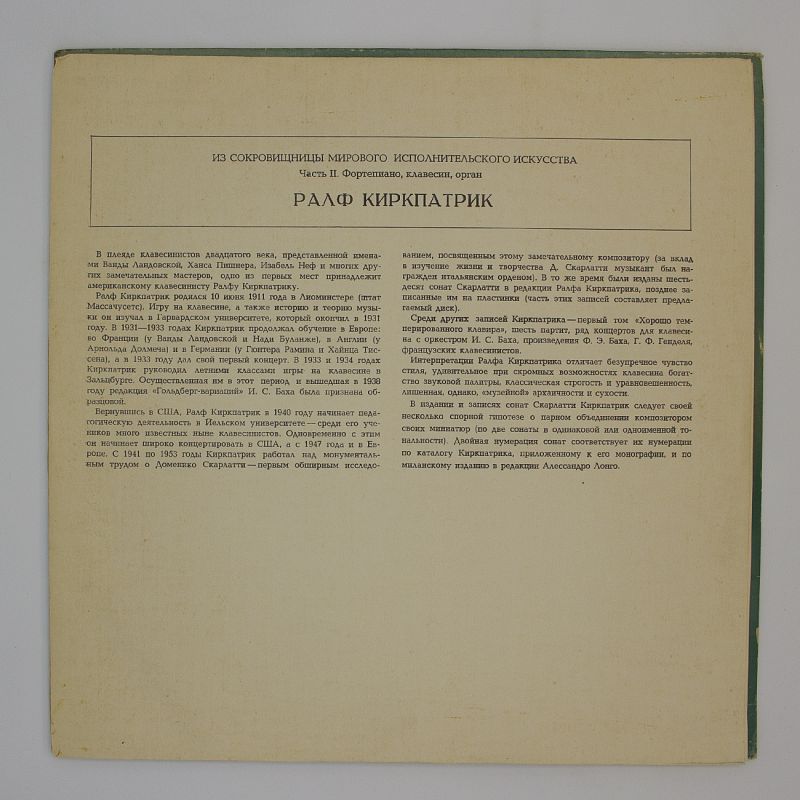 ИЗ СОКРОВИЩНИЦЫ МИРОВОГО ИСПОЛНИТЕЛЬСКОГО ИСКУССТВА
Часть II. Фортепиано, клавесин, орган
РАЛФ КИРКПАТРИК
В плеяде клавесинистов двадцатого века, представленной имена-
ми Ванды Ландовской, Ханса Пишнера, Изабель Неф и многих дру-
гих замечательных мастеров, одно из первых мест принадлежит
американскому клавесинисту Ралфу Киркпатрику.
Ралф Киркпатрик родился 10 июня 1911 года в Лиоминстере (штат
Массачусетс). Игру на клавесине, а также историю и теорию музы-
ки он изучал в Гарвардском университете, который окончил в 1931
году. В 1931—1933 годах Киркпатрик продолжал обучение в Европе:
во Франции (у Ванды Ландовской и Нади Буланже), в Англии (у
Арнольда Долмеча) и в Германии (у Гюнтера Рамина и Хайнца Тис-
сена), а в 1933 году дал свой первый концерт. В 1933 и 1934 годах
Киркпатрик руководил летними классами игры на клавесине в
Зальцбурге. Осуществленная им в этот период и вышедшая в 1938
году редакция «Гольдберг-вариаций» И. С. Баха была признана об-
разцовой.
Вернувшись в США, Ралф Киркпатрик в 1940 году начинает педа-
гогическую деятельность в Йельском университете — среди его уче-
ников много известных ныне клавесинистов. Одновременно с этим
он начинает широко концертировать в США, а с 1947 года и в Ев-
ропе. С 1941 по 1953 годы Киркпатрик работал над монументаль-
ным трудом о Доменико Скарлатти — первым обширным исследо-
ванием, посвященным этому замечательному композитору (за вклад
в изучение жизни и творчества Д. Скарлатти музыкант был на-
гражден итальянским орденом). В то же время были изданы шесть-
десят сонат Скарлатти в редакции Ралфа Киркпатрика, позднее за-
писанные им на пластинки (часть этих записей составляет предла-
гаемый диск).
Среди других записей Киркпатрика — первый том «Хорошо тем-
перированного клавира», шесть партит, ряд концертов для клавеси-
на с оркестром И. С. Баха, произведения Ф. Э. Баха, Г. Ф. Генделя,
французских клавесинистов.
Интерпретации Ралфа Киркпатрика отличает безупречное чувство
стиля, удивительное при скромных возможностях клавесина богат-
ство звуковой палитры, классическая строгость и уравновешенность,
лишенная, однако, «музейной» архаичности и сухости.
В издании и записях сонат Скарлатти Киркпатрик следует своей
несколько спорной гипотезе о парном объединении композитором
своих миниатюр (по две сонаты в одинаковой или одноименной то-
нальности). Двойная нумерация сонат соответствует их нумерации
по каталогу Киркпатрика, приложенному к его монографии, и по
миланскому изданию в редакции Алессандро Лонго.